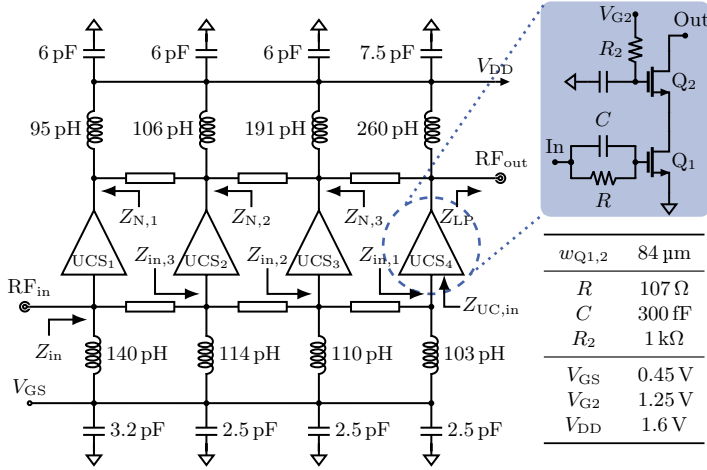 6 pF 106 pF 6 pF 7.5 pF
V_DD
95 pH 106 pH 191 pH 260 pH
RF_out
Z_N,1 Z_N,2 Z_N,3 Z_LP
UCS_1 UCS_2 UCS_3 UCS_4
Z_in,3 Z_in,2 Z_in,1
RF_in
Z_UC,in
Z_in
140 pH 114 pH 110 pH 103 pH
V_GS
3.2 pF 2.5 pF 2.5 pF 2.5 pF
V_G2 Out
R_2
Q_2
C
In
Q_1
R
w_Q1,2 84 µm
R 107 Ω
C 300 fF
R_2 1 kΩ
V_GS 0.45 V
V_G2 1.25 V
V_DD 1.6 V